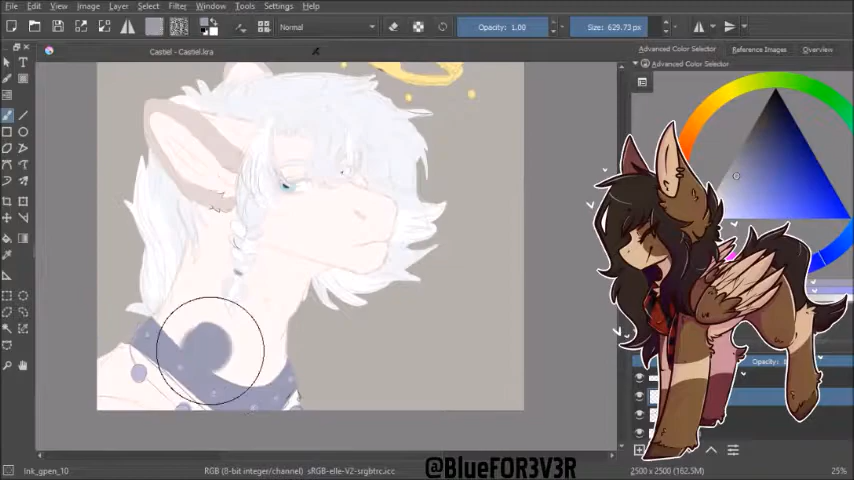 File Edit View Image Layer Select Filter Window Tools Settings Help
Normal Opacity: 1.00 Size: 629.73 px
Castiel - Castiel.kra
Advanced Color Selector Reference Images Overview
Advanced Color Selector
Opacity:
Ink_gpen_10 RGB (8-bit integer/channel) sRGB-elle-V2-srgbtrc.icc 2500 x 2500 (182.5M) 25%
@BlueFOR3V3R